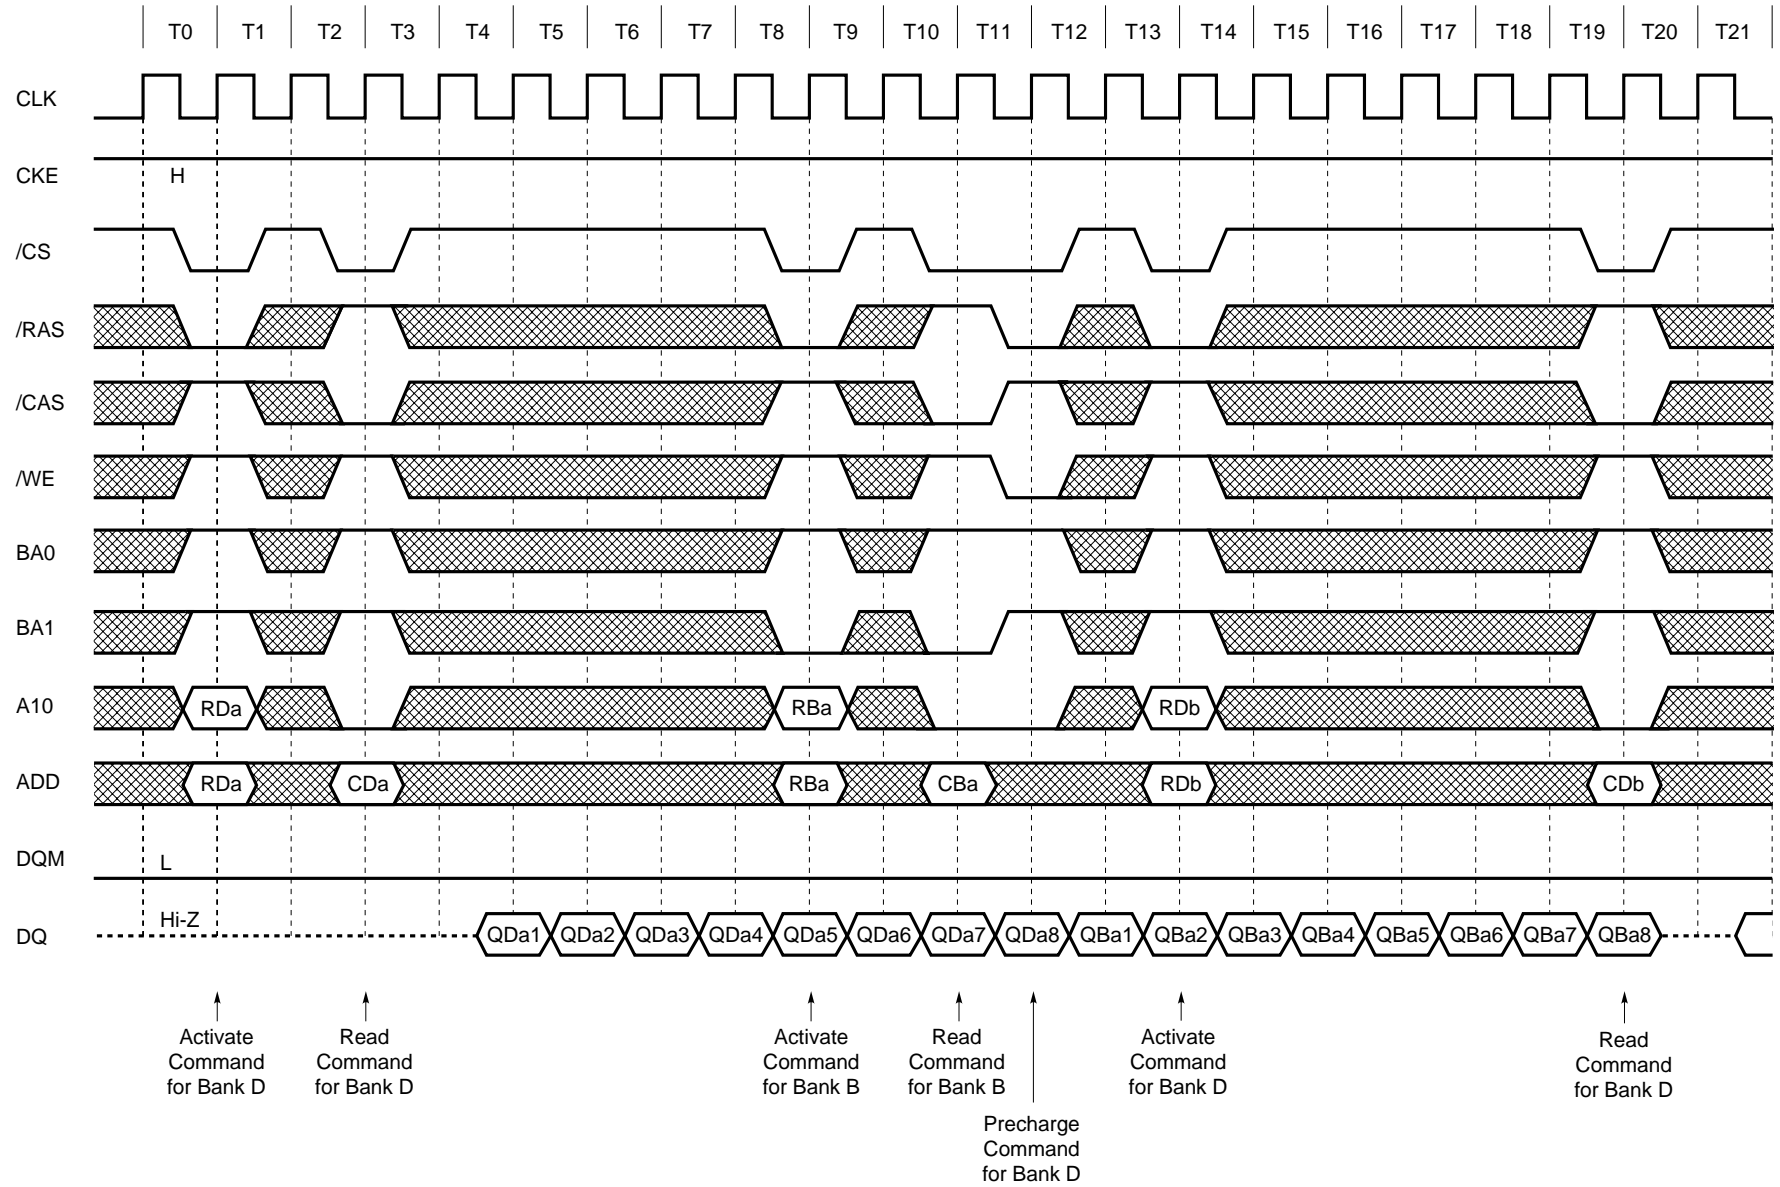 T0 T1 T2 T3 T4 T5 T6 T7 T8 T9 T10 T11 T12 T13 T14 T15 T16 T17 T18 T19 T20 T21
CLK
CKE H
/CS
/RAS
/CAS
/WE
BA0
BA1
A10 RDa RBa RDb
ADD RDa CDa RBa CBa RDb CDb
DQM L
DQ Hi-Z QDa1 QDa2 QDa3 QDa4 QDa5 QDa6 QDa7 QDa8 QBa1 QBa2 QBa3 QBa4 QBa5 QBa6 QBa7 QBa8
Activate
Command
for Bank D
Read
Command
for Bank D
Activate
Command
for Bank B
Read
Command
for Bank B
Precharge
Command
for Bank D
Activate
Command
for Bank D
Read
Command
for Bank D